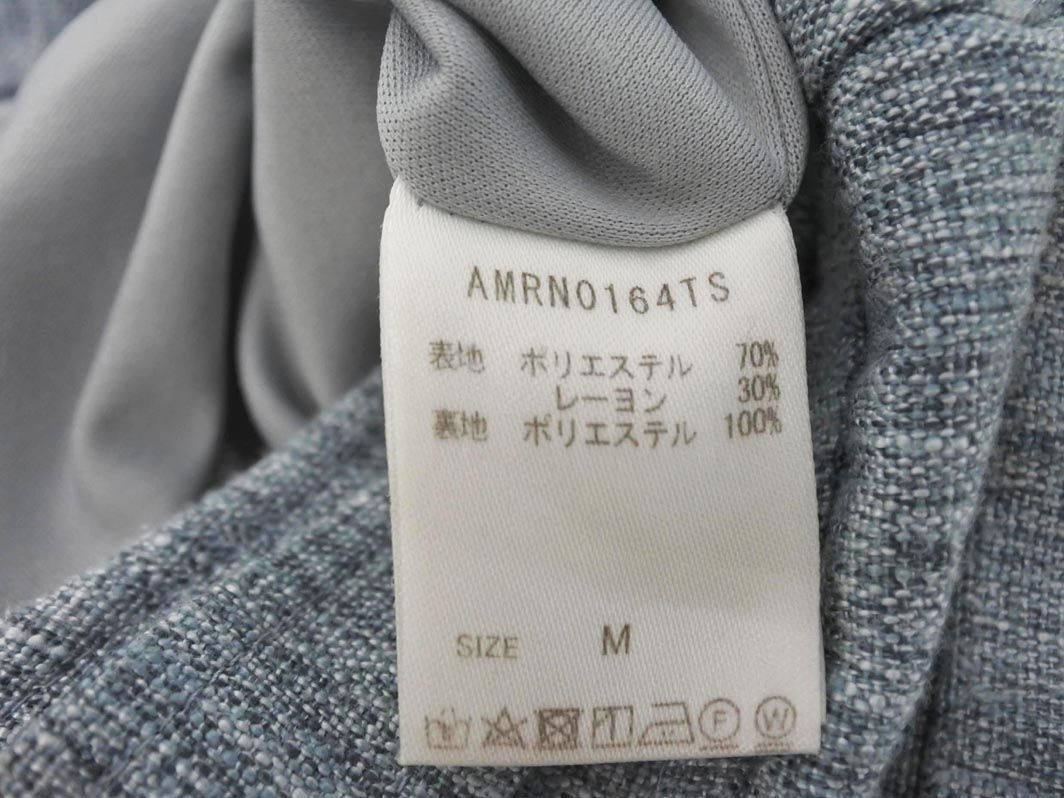 AMRN0164TS
表地 ポリエステル 70%
レーヨン 30%
裏地 ポリエステル 100%
SIZE M
F W